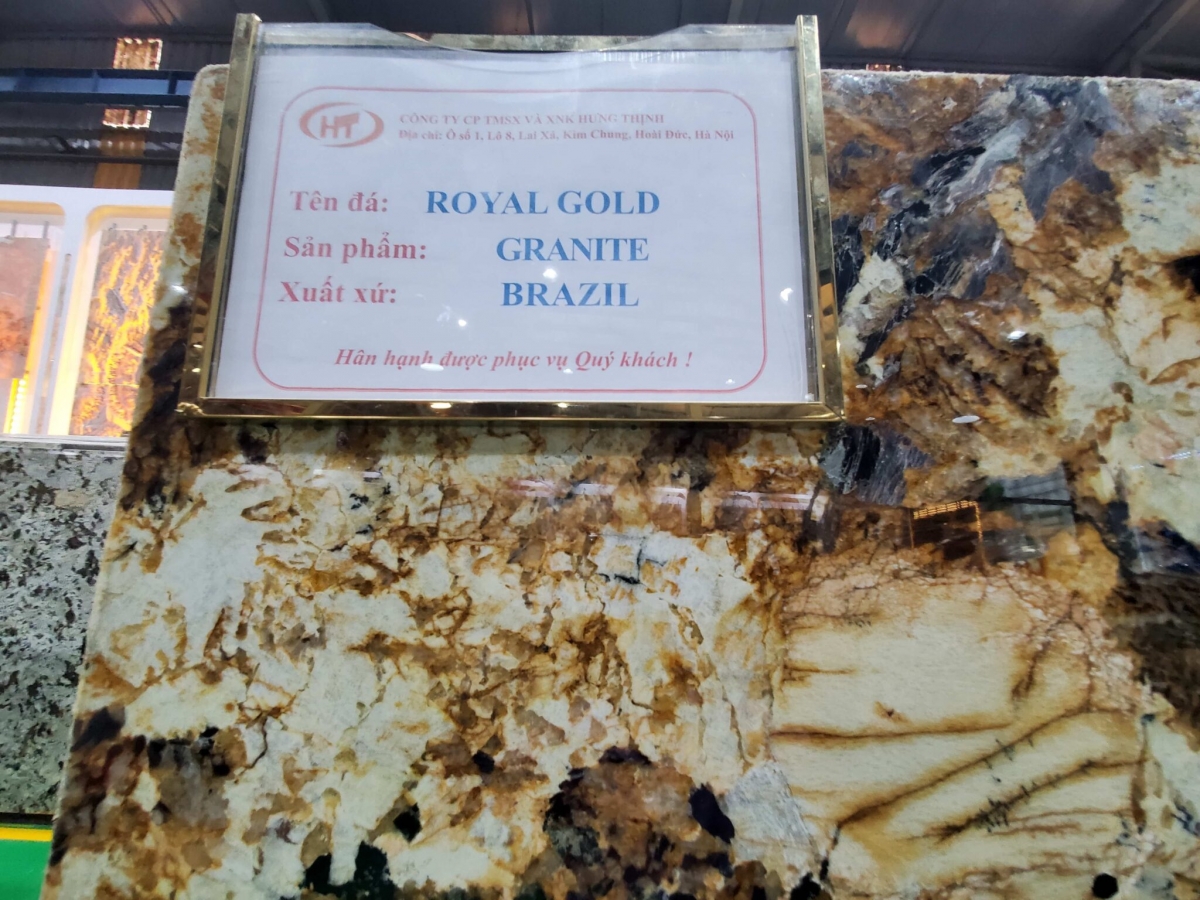 HT
CÔNG TY CP TMSX VÀ XNK HƯNG THỊNH
Địa chỉ: Ô số 1, Lô 8, Lai Xá, Kim Chung, Hoài Đức, Hà Nội
Tên đá: ROYAL GOLD
Sản phẩm: GRANITE
Xuất xứ: BRAZIL
Hân hạnh được phục vụ Quý khách !